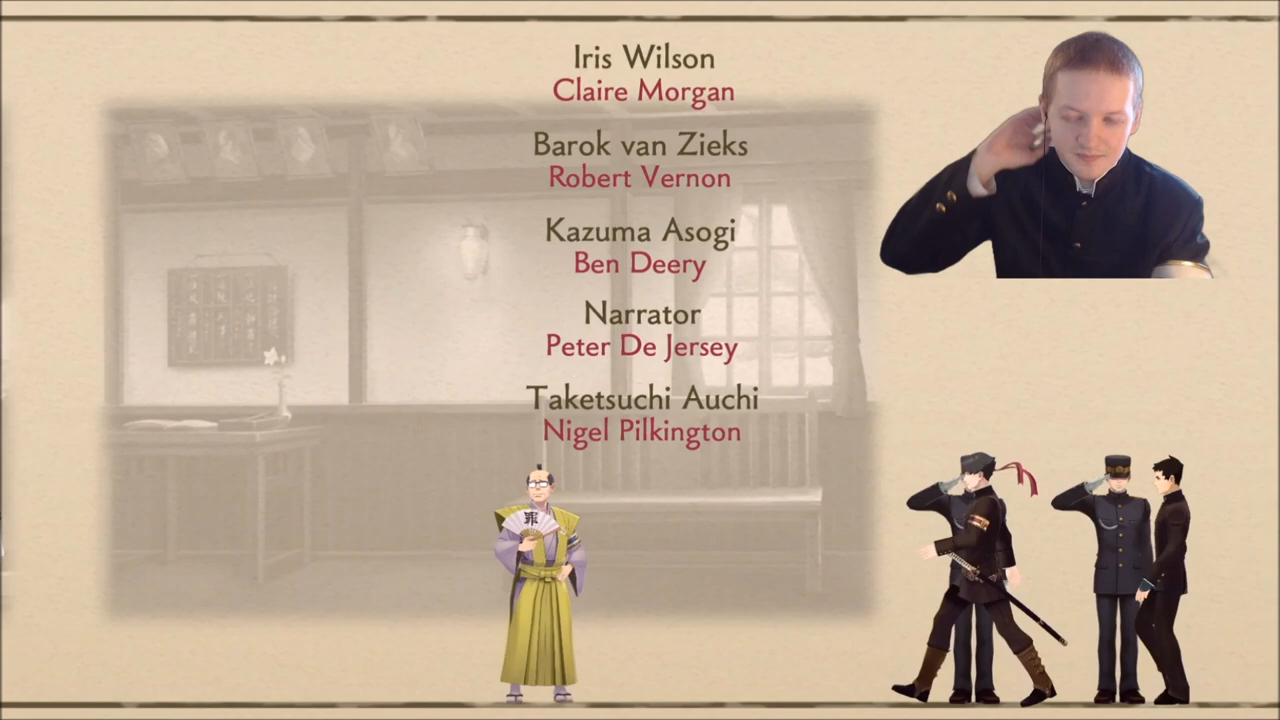 Iris Wilson
Claire Morgan
Barok van Zieks
Robert Vernon
Kazuma Asogi
Ben Deery
Narrator
Peter De Jersey
Taketsuchi Auchi
Nigel Pilkington
罪